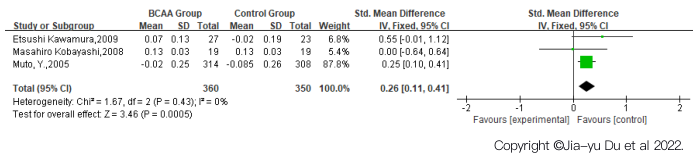 BCAA Group Control Group Std. Mean Difference Std. Mean Difference
Study or Subgroup Mean SD Total Mean SD Total Weight IV, Fixed, 95% CI IV, Fixed, 95% CI
Etsushi Kawamura,2009 0.07 0.13 27 -0.02 0.19 23 6.8% 0.55 [-0.01, 1.12]
Masahiro Kobayashi,2008 0.13 0.03 19 0.13 0.03 19 5.4% 0.00 [-0.64, 0.64]
Muto, Y.,2005 -0.02 0.25 314 -0.085 0.26 308 87.8% 0.25 [0.10, 0.41]
Total (95% CI) 360 350 100.0% 0.26 [0.11, 0.41]
Heterogeneity: Chi² = 1.67, df = 2 (P = 0.43); I² = 0%
Test for overall effect: Z = 3.46 (P = 0.0005)
-2 -1 0 1 2
Favours [experimental] Favours [control]
Copyright ©Jia-yu Du et al 2022.